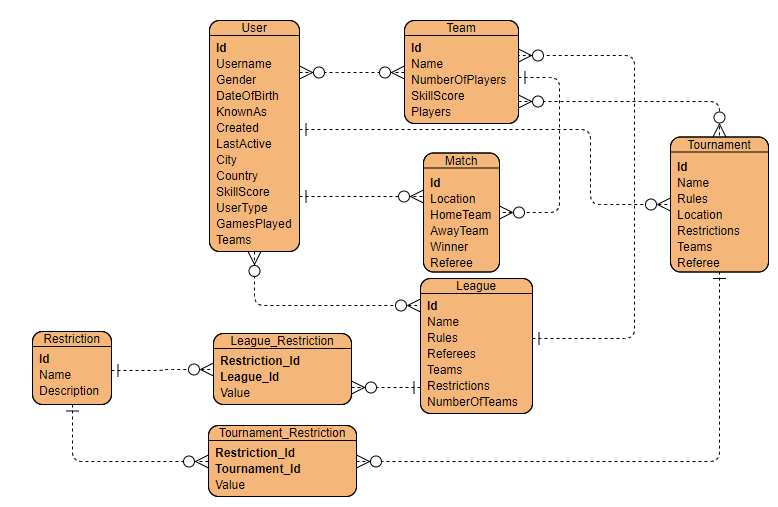 User
Id
Username
Gender
DateOfBirth
KnownAs
Created
LastActive
City
Country
SkillScore
UserType
GamesPlayed
Teams
Team
Id
Name
NumberOfPlayers
SkillScore
Players
Match
Id
Location
HomeTeam
AwayTeam
Winner
Referee
Tournament
Id
Name
Rules
Location
Restrictions
Teams
Referee
League
Id
Name
Rules
Referees
Teams
Restrictions
NumberOfTeams
Restriction
Id
Name
Description
League_Restriction
Restriction_Id
League_Id
Value
Tournament_Restriction
Restriction_Id
Tournament_Id
Value